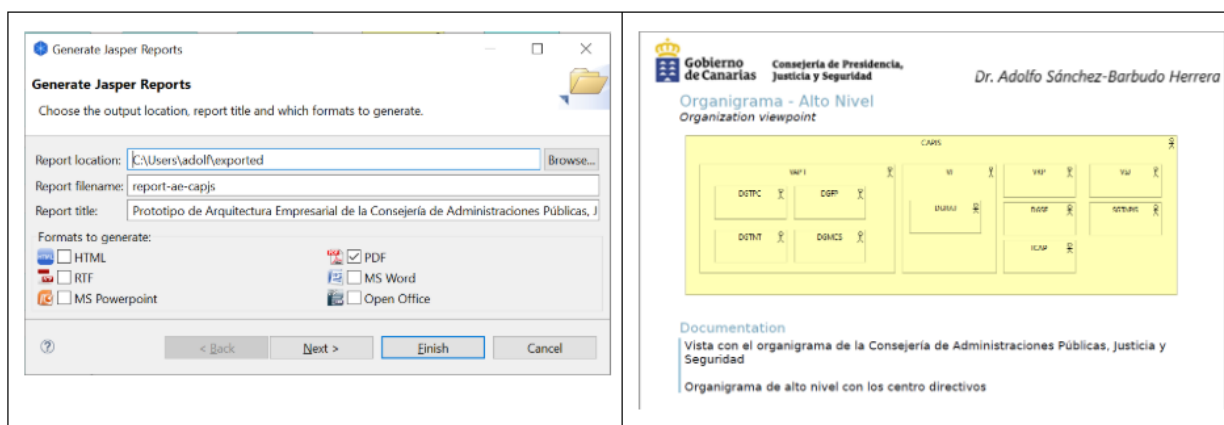 Generate Jasper Reports
Generate Jasper Reports
Choose the output location, report title and which formats to generate.
Report location: C:\Users\adolf\exported Browse...
Report filename: report-ae-capjs
Report title: Prototipo de Arquitectura Empresarial de la Consejería de Administraciones Públicas, J
Formats to generate:
HTML PDF
RTF MS Word
MS Powerpoint Open Office
< Back Next > Finish Cancel
Gobierno de Canarias
Consejería de Presidencia,
Justicia y Seguridad
Dr. Adolfo Sánchez-Barbudo Herrera
Organigrama - Alto Nivel
Organization viewpoint
CAPJS
DGTPC DGFP
DGTNT DGMCS
DGSE
ICAP
Documentation
Vista con el organigrama de la Consejería de Administraciones Públicas, Justicia y
Seguridad
Organigrama de alto nivel con los centro directivos